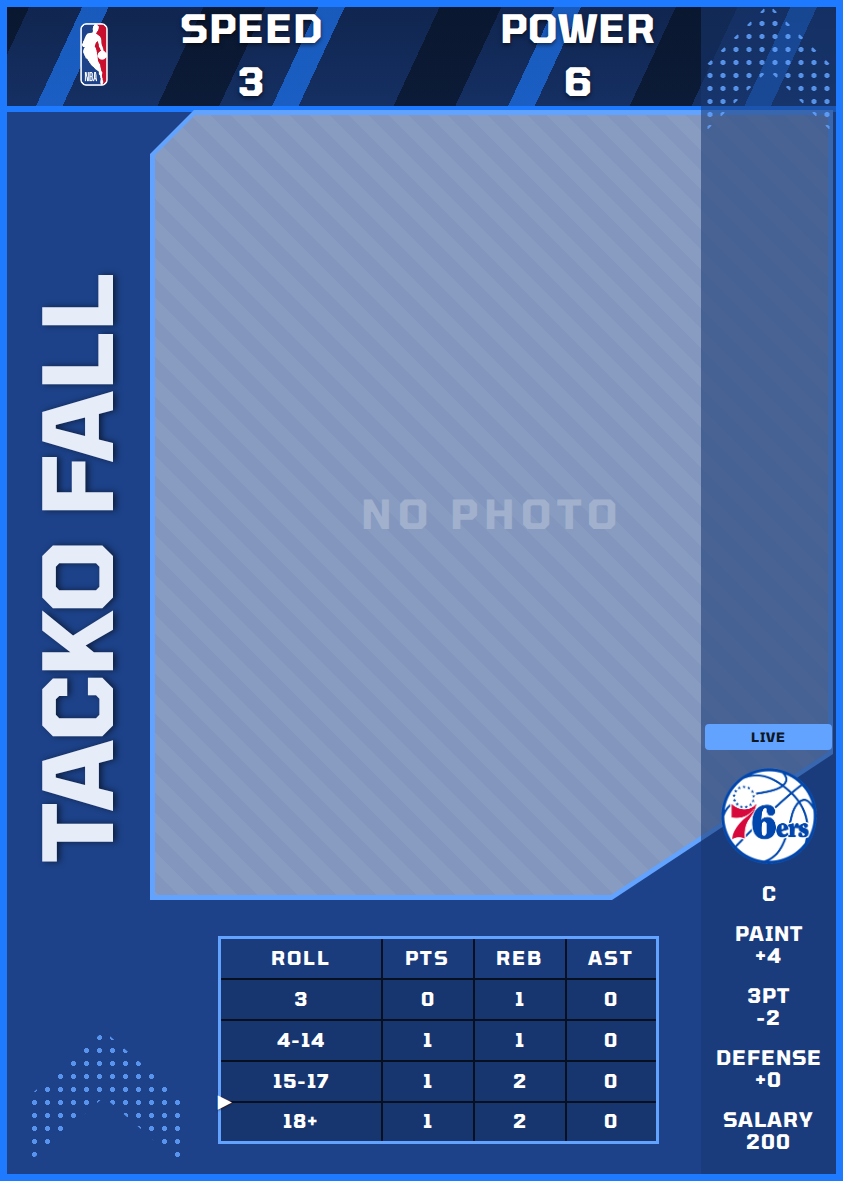 SPEED POWER
3 6
NBA
TACKO FALL
NO PHOTO
LIVE
76ers
C
PAINT
+4
3PT
-2
DEFENSE
+0
SALARY
200
ROLL PTS REB AST
3 0 1 0
4-14 1 1 0
15-17 1 2 0
18+ 1 2 0